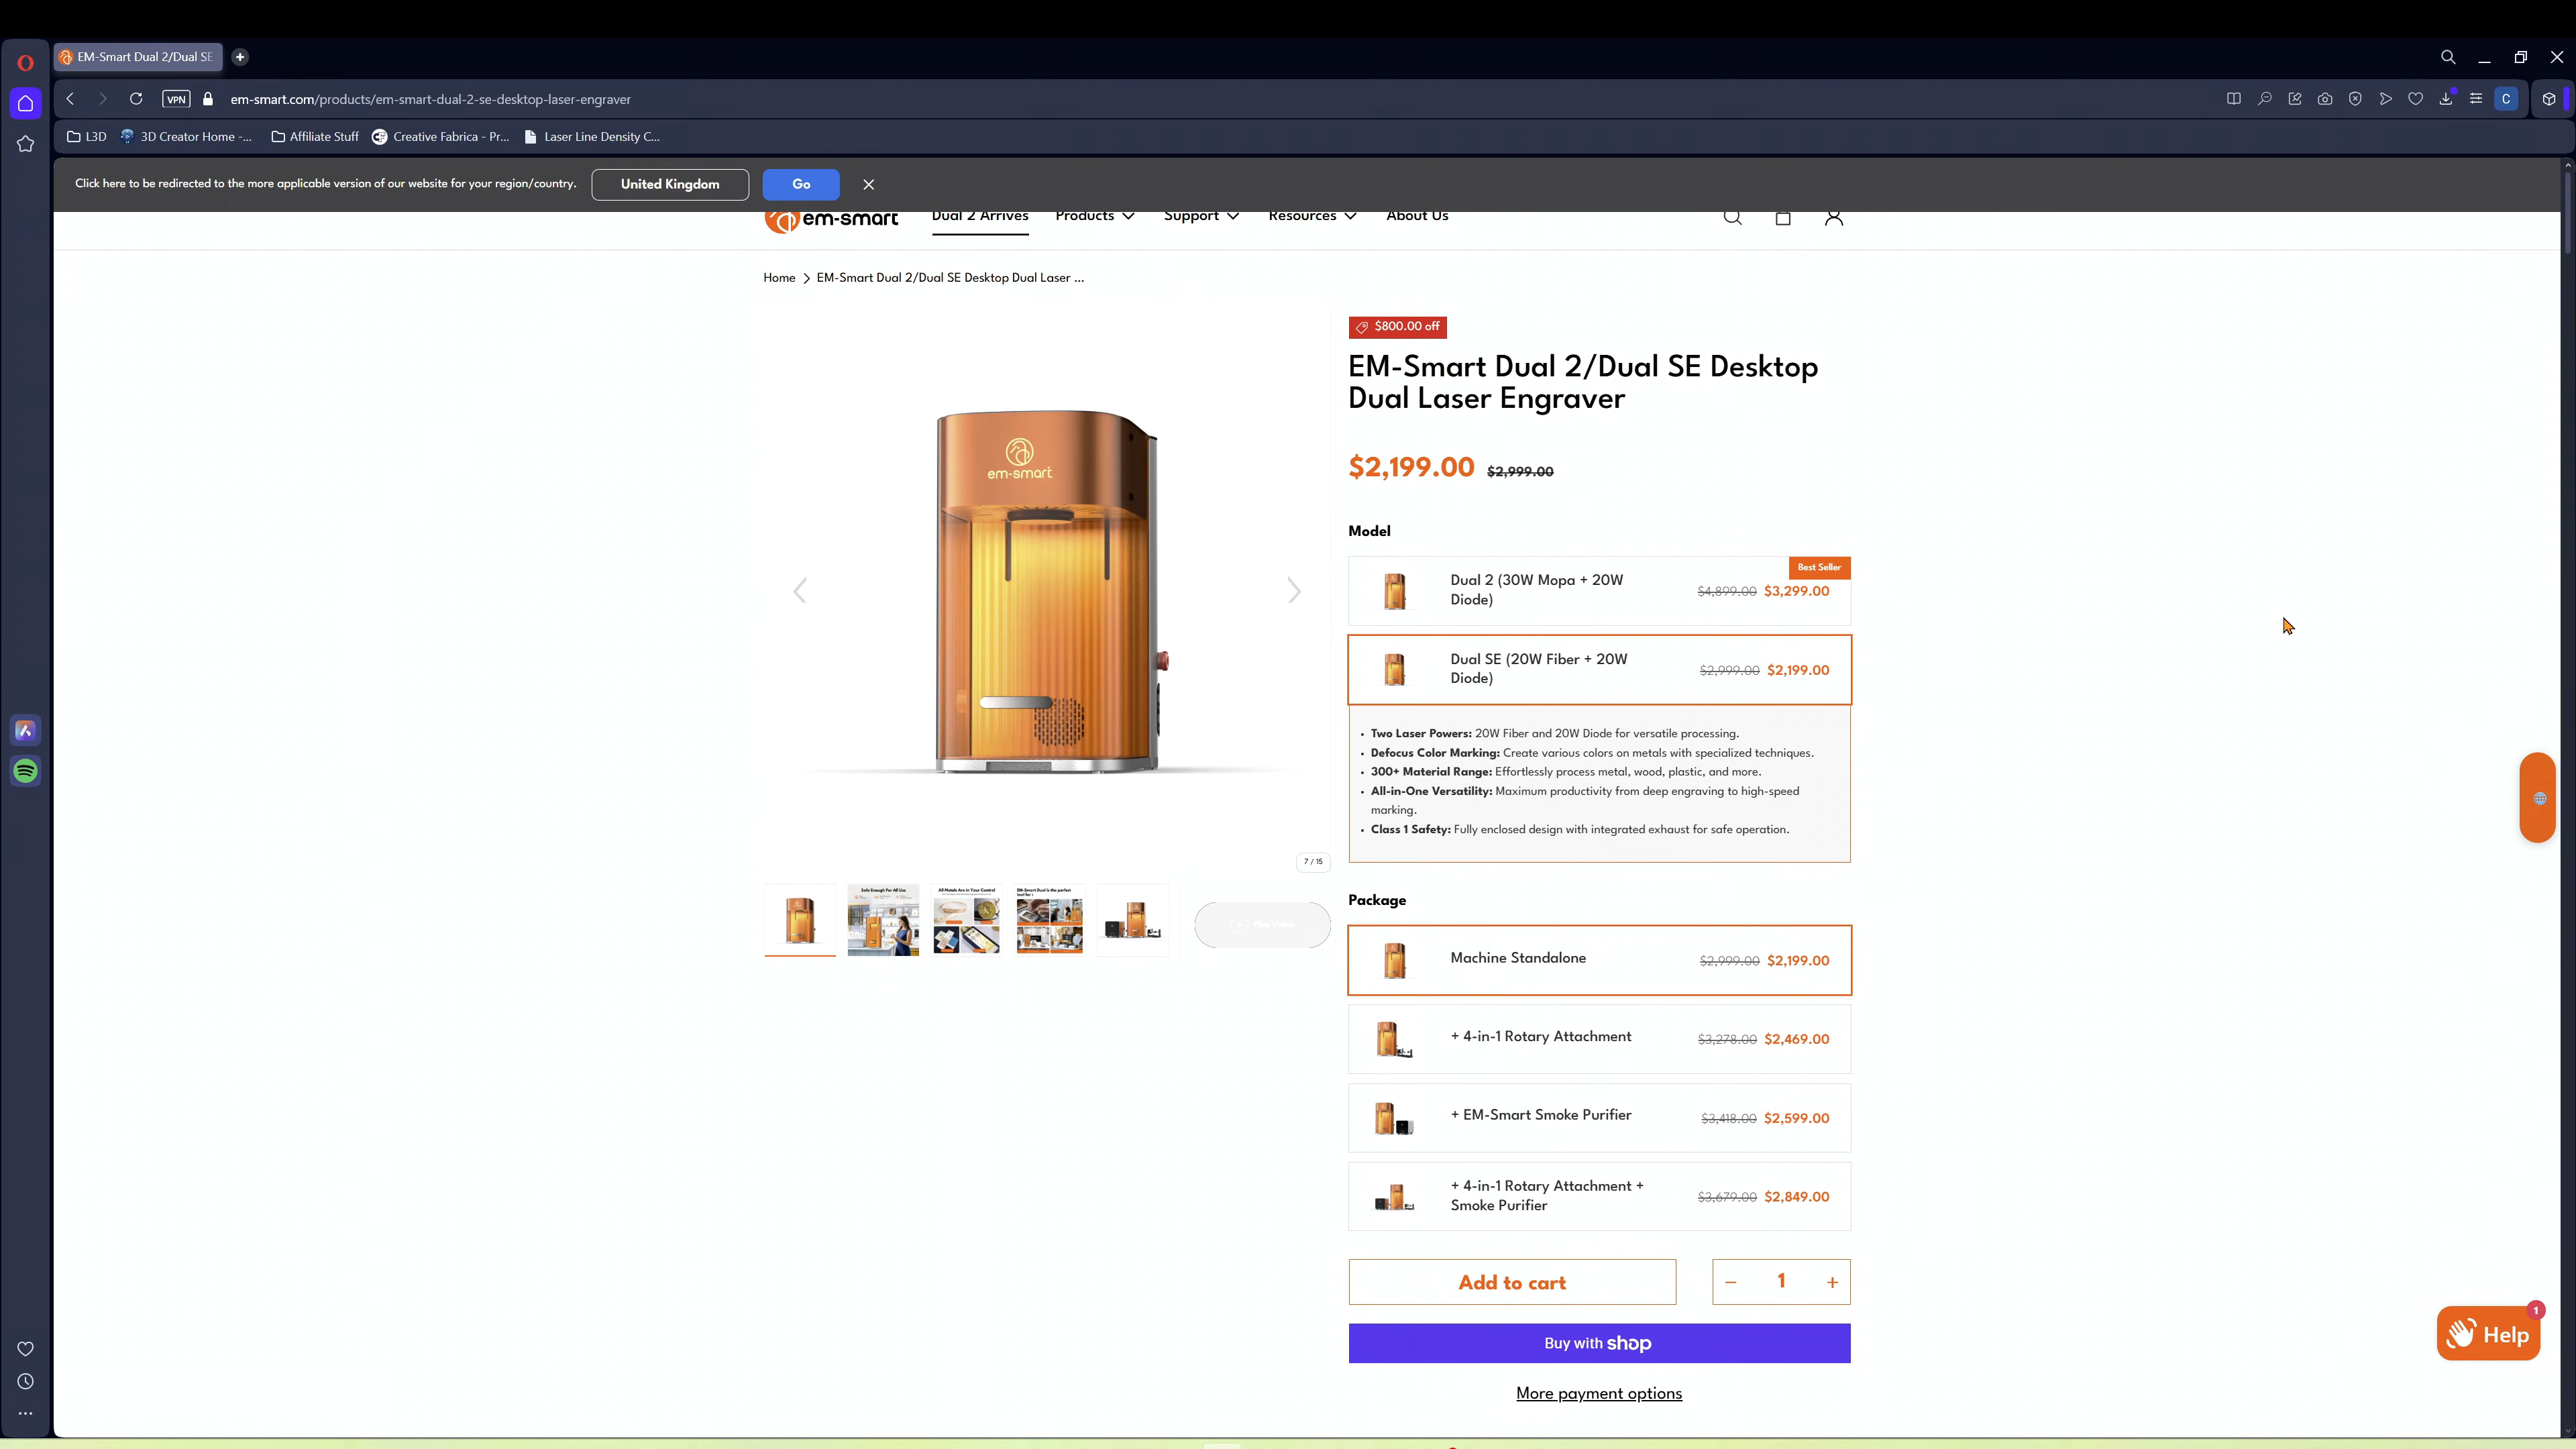 EM-Smart Dual 2/Dual SE
VPN
em-smart.com/products/em-smart-dual-2-se-desktop-laser-engraver
C
L3D
3D Creator Home -...
Affiliate Stuff
Creative Fabrica - Pr...
Laser Line Density C...
Click here to be redirected to the more applicable version of our website for your region/country.
United Kingdom
Go
em-smart
Dual 2 Arrives
Products
Support
Resources
About Us
Home
EM-Smart Dual 2/Dual SE Desktop Dual Laser ...
em-smart
7 / 15
Safe Enough For All Use
All Metals Are in Your Control
$800.00 off
EM-Smart Dual 2/Dual SE Desktop
Dual Laser Engraver
$2,199.00 $2,999.00
Model
Best Seller
Dual 2 (30W Mopa + 20W
Diode)
$4,899.00 $3,299.00
Dual SE (20W Fiber + 20W
Diode)
$2,999.00 $2,199.00
• Two Laser Powers: 20W Fiber and 20W Diode for versatile processing.
• Defocus Color Marking: Create various colors on metals with specialized techniques.
• 300+ Material Range: Effortlessly process metal, wood, plastic, and more.
• All-in-One Versatility: Maximum productivity from deep engraving to high-speed
marking.
• Class 1 Safety: Fully enclosed design with integrated exhaust for safe operation.
Package
Machine Standalone
$2,999.00 $2,199.00
+ 4-in-1 Rotary Attachment
$3,278.00 $2,469.00
+ EM-Smart Smoke Purifier
$3,418.00 $2,599.00
+ 4-in-1 Rotary Attachment +
Smoke Purifier
$3,679.00 $2,849.00
Add to cart
− 1 +
Buy with shop
More payment options
1
Help